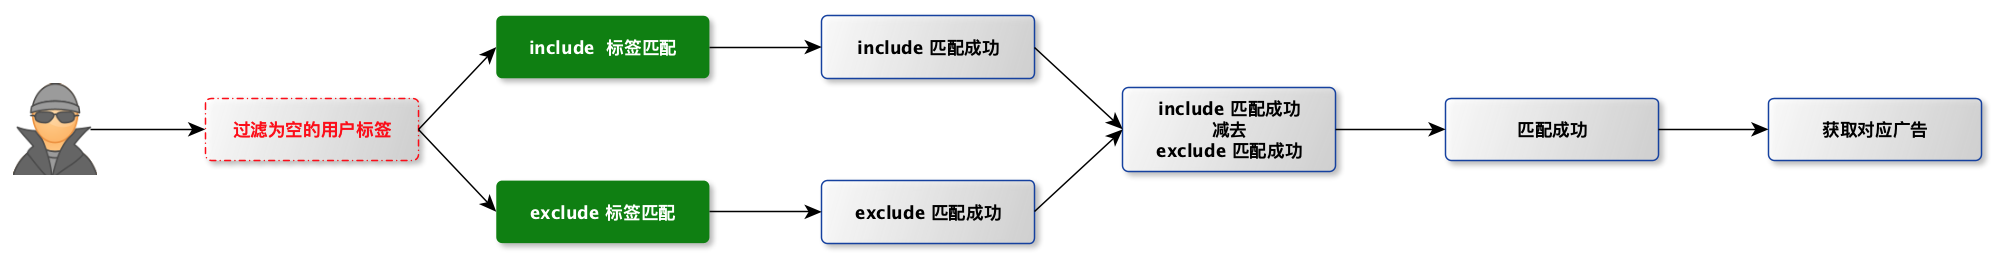 过滤为空的用户标签
include 标签匹配
include 匹配成功
exclude 标签匹配
exclude 匹配成功
include 匹配成功
减去
exclude 匹配成功
匹配成功
获取对应广告